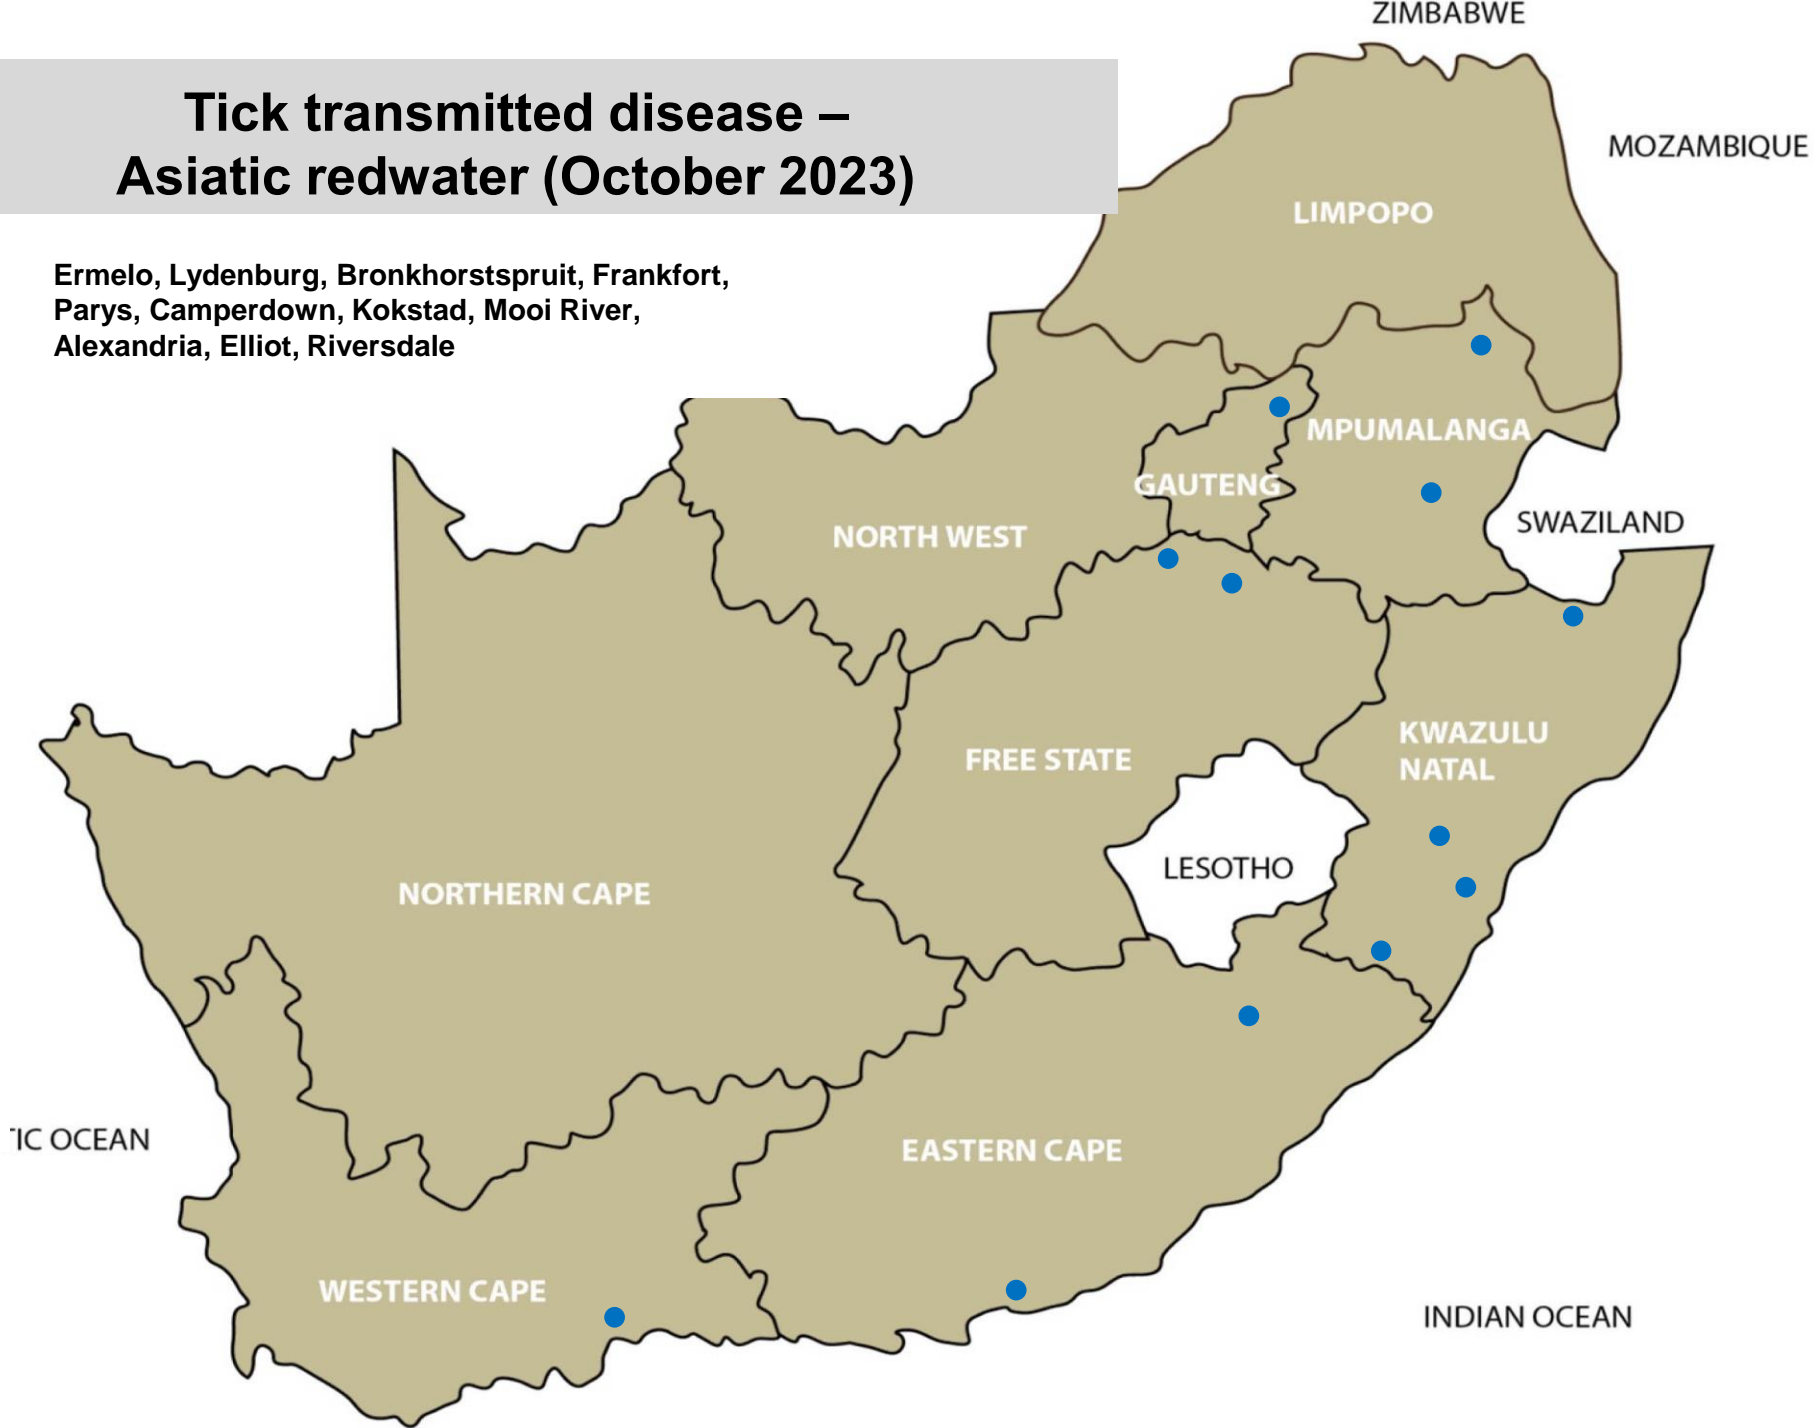 ZIMBABWE
Tick transmitted disease –
Asiatic redwater (October 2023)
MOZAMBIQUE
LIMPOPO
Ermelo, Lydenburg, Bronkhorstspruit, Frankfort,
Parys, Camperdown, Kokstad, Mooi River,
Alexandria, Elliot, Riversdale
MPUMALANGA
GAUTENG
SWAZILAND
NORTH WEST
KWAZULU
NATAL
FREE STATE
LESOTHO
NORTHERN CAPE
TIC OCEAN
EASTERN CAPE
WESTERN CAPE
INDIAN OCEAN